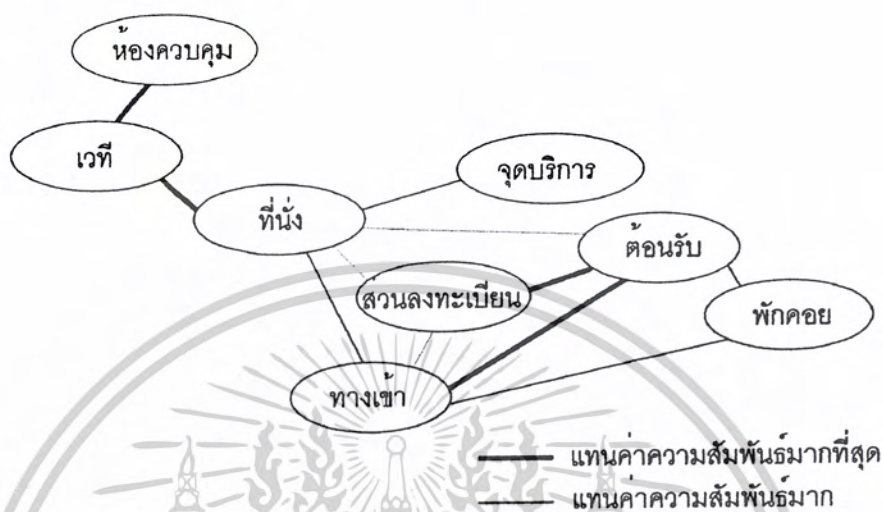 ห้องควบคุม
เวที
จุดบริการ
ที่นั่ง
ต้อนรับ
ส่วนลงทะเบียน
พักคอย
ทางเข้า
แทนค่าความสัมพันธ์มากที่สุด
แทนค่าความสัมพันธ์มาก